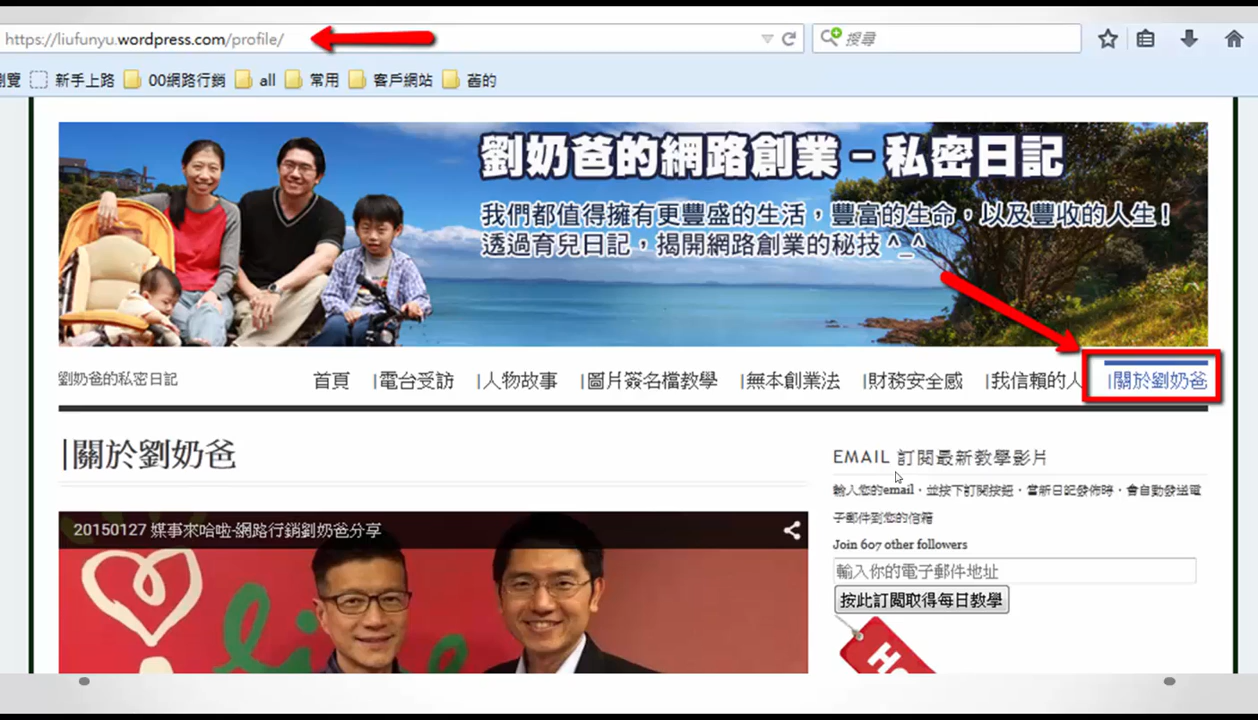 https://liufunyu.wordpress.com/profile/
搜尋
瀏覽 新手上路 00網路行銷 all 常用 客戶網站 舊的
劉奶爸的網路創業 – 私密日記
我們都值得擁有更豐盛的生活，豐富的生命，以及豐收的人生!
透過育兒日記，揭開網路創業的秘技^_^
劉奶爸的私密日記
首頁 |電台受訪 |人物故事 |圖片簽名檔教學 |無本創業法 |財務安全感 |我信賴的人 |關於劉奶爸
|關於劉奶爸
EMAIL 訂閱最新教學影片
輸入您的email，並按下訂閱按鈕，當新日記發佈時，會自動發送電
子郵件到您的信箱
Join 607 other followers
輸入你的電子郵件地址
按此訂閱取得每日教學
20150127 媒事來哈啦-網路行銷劉奶爸分享